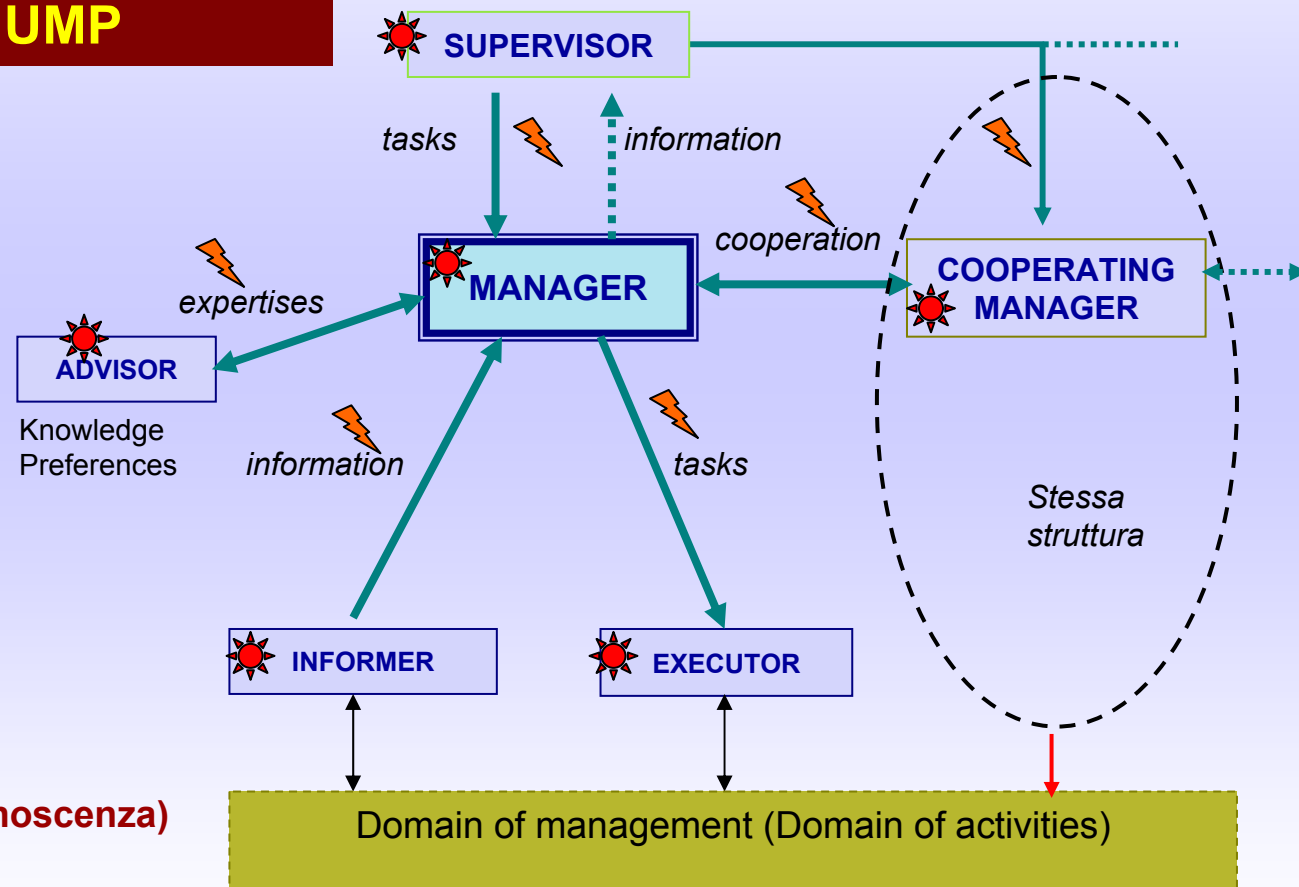 UMP
SUPERVISOR
tasks
information
cooperation
MANAGER
COOPERATING
MANAGER
expertises
ADVISOR
Knowledge
Preferences
information
tasks
Stessa
struttura
INFORMER
EXECUTOR
noscenza)
Domain of management (Domain of activities)